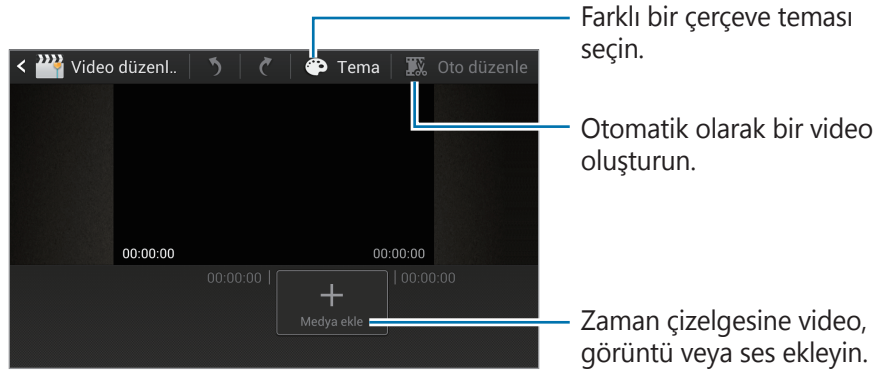 Farklı bir çerçeve teması
seçin.
Video düzenl..
Tema
Oto düzenle
Otomatik olarak bir video
oluşturun.
00:00:00
00:00:00
00:00:00
00:00:00
Medya ekle
Zaman çizelgesine video,
görüntü veya ses ekleyin.